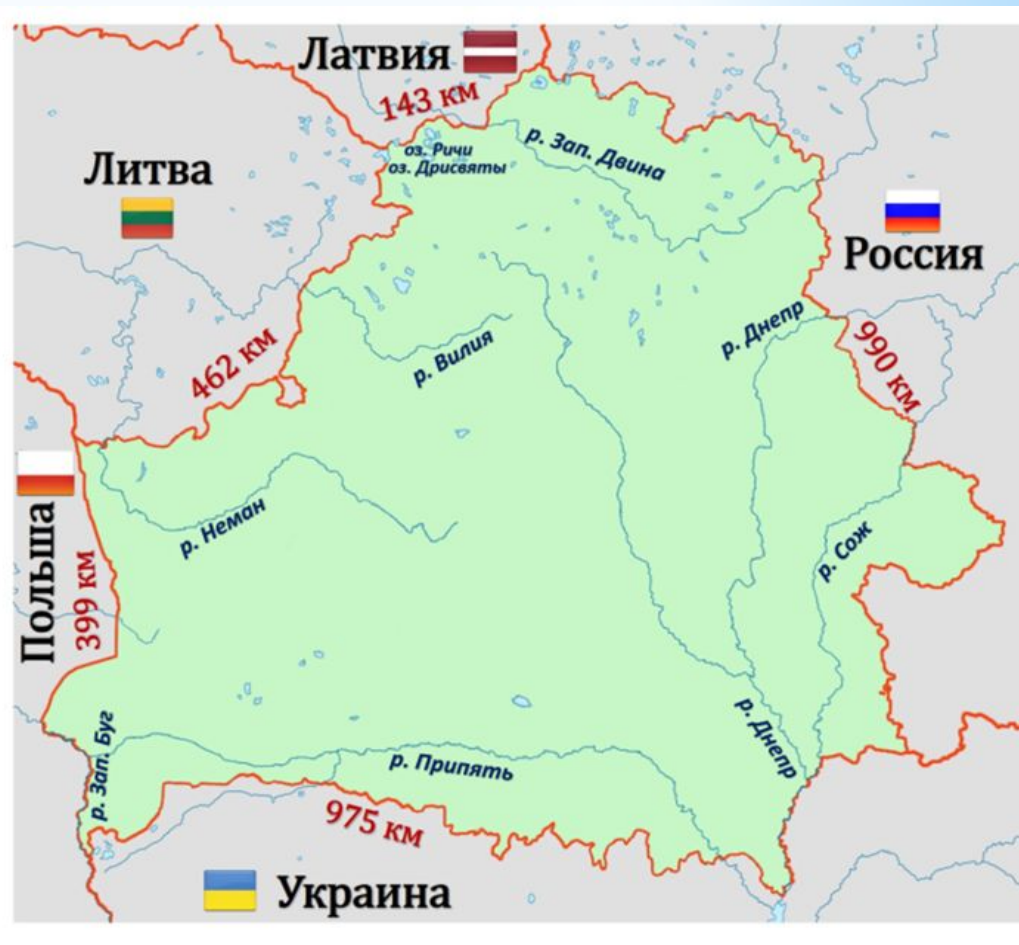 Латвия
143 км
оз. Ричи
оз. Дрисвяты
р. Зап. Двина
Литва
Россия
р. Днепр
990 км
462 км
р. Вилия
Польша
399 км
р. Неман
р. Сож
р. Зап. Буг
р. Припять
р. Днепр
975 км
Украина